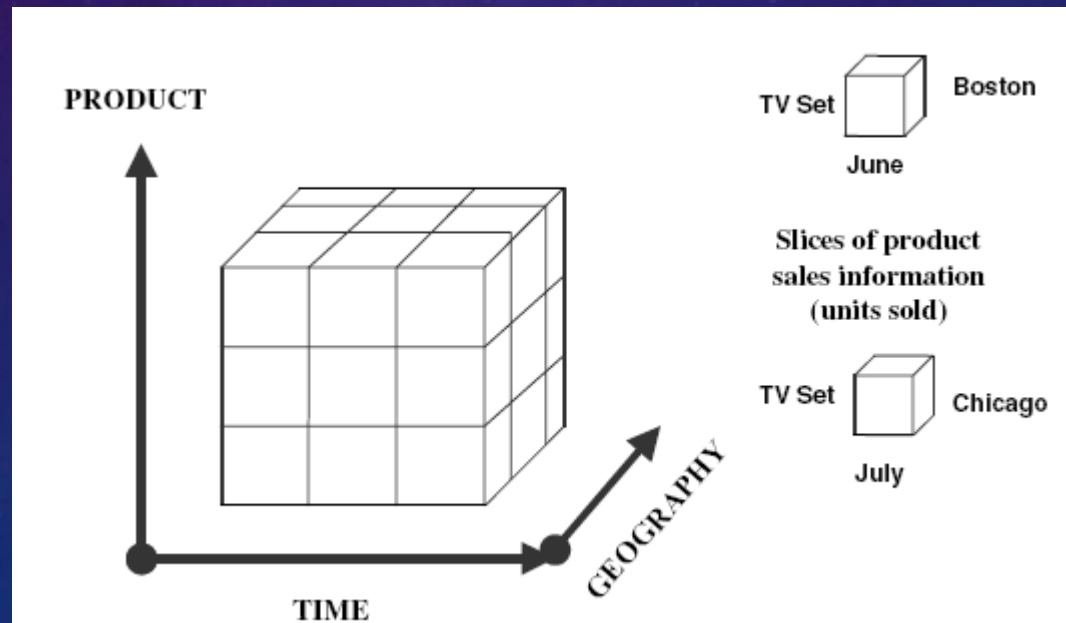 PRODUCT
TIME
GEOGRAPHY
TV Set
Boston
June
Slices of product
sales information
(units sold)
TV Set
Chicago
July